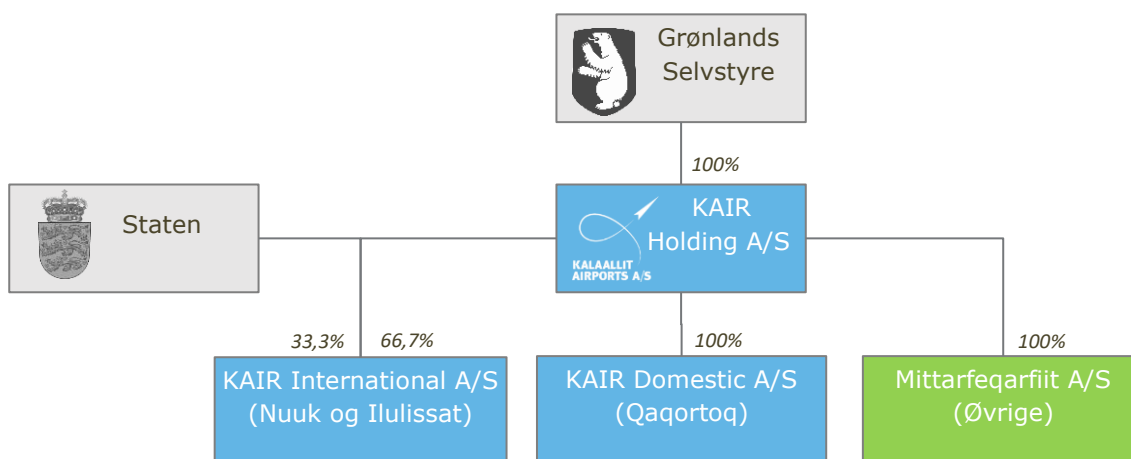 Grønlands
Selvstyre
100%
Staten
KAIR
Holding A/S
KALAALLIT
AIRPORTS A/S
33,3%
66,7%
100%
100%
KAIR International A/S
(Nuuk og Ilulissat)
KAIR Domestic A/S
(Qaqortoq)
Mittarfeqarfiit A/S
(Øvrige)